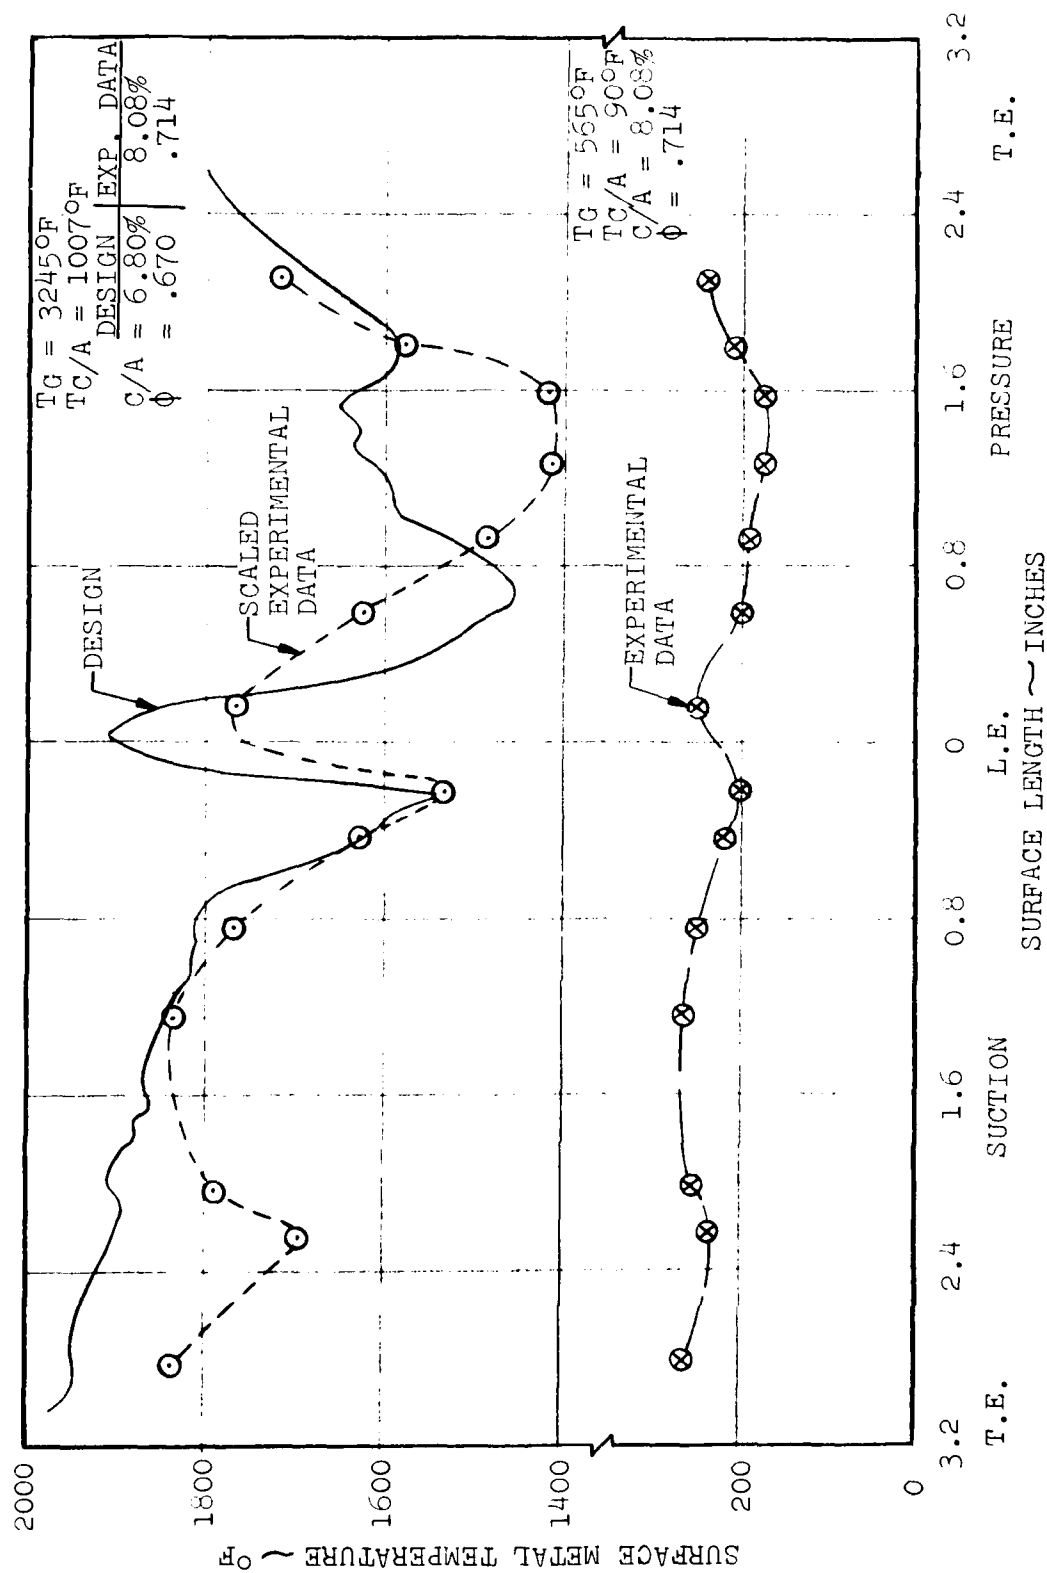 TG = 3245°F
TC/A = 1007°F
DESIGN EXP. DATA
C/A = 6.80% 8.08%
ϕ = .670 .714
DESIGN
SCALED
EXPERIMENTAL
DATA
TG = 565°F
TC/A = 90°F
C/A = 8.08%
ϕ = .714
EXPERIMENTAL
DATA
SURFACE METAL TEMPERATURE ~ °F
2000
1800
1600
1400
200
0
3.2 2.4 1.6 0.8 0 0.8 1.6 2.4 3.2
T.E. SUCTION L.E. PRESSURE T.E.
SURFACE LENGTH ~ INCHES